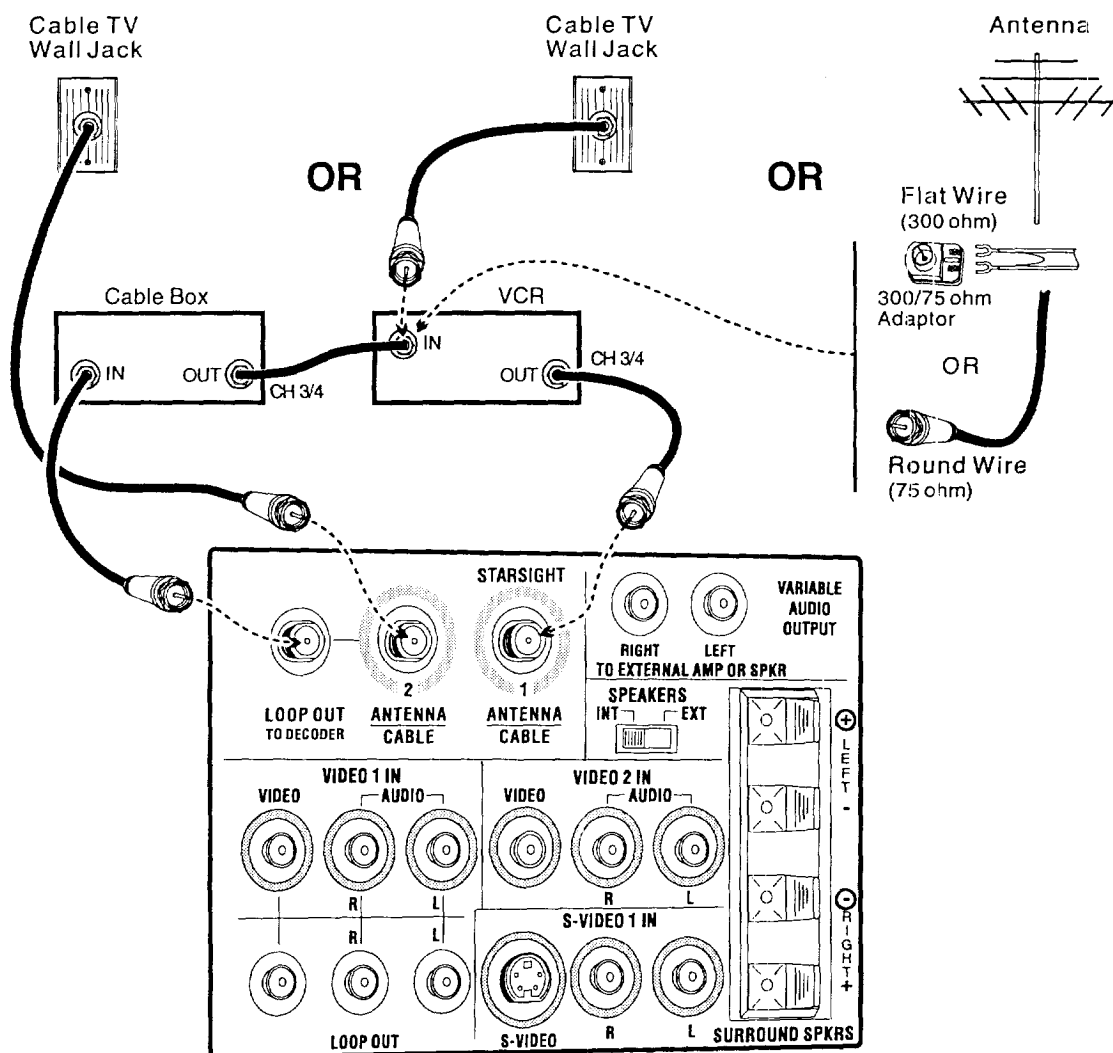 Cable TV
Wall Jack
Cable TV
Wall Jack
Antenna
OR
OR
Flat Wire
(300 ohm)
300/75 ohm
Adaptor
OR
Round Wire
(75 ohm)
Cable Box
IN
OUT
CH 3/4
VCR
IN
OUT
CH 3/4
STARSIGHT
2
1
LOOP OUT
TO DECODER
ANTENNA
CABLE
ANTENNA
CABLE
VARIABLE
AUDIO
OUTPUT
RIGHT
LEFT
TO EXTERNAL AMP OR SPKR
SPEAKERS
INT
EXT
+
LEFT
-
-
RIGHT
+
SURROUND SPKRS
VIDEO 1 IN
VIDEO
AUDIO
R
L
R
L
LOOP OUT
VIDEO 2 IN
VIDEO
AUDIO
R
L
S-VIDEO 1 IN
S-VIDEO
R
L